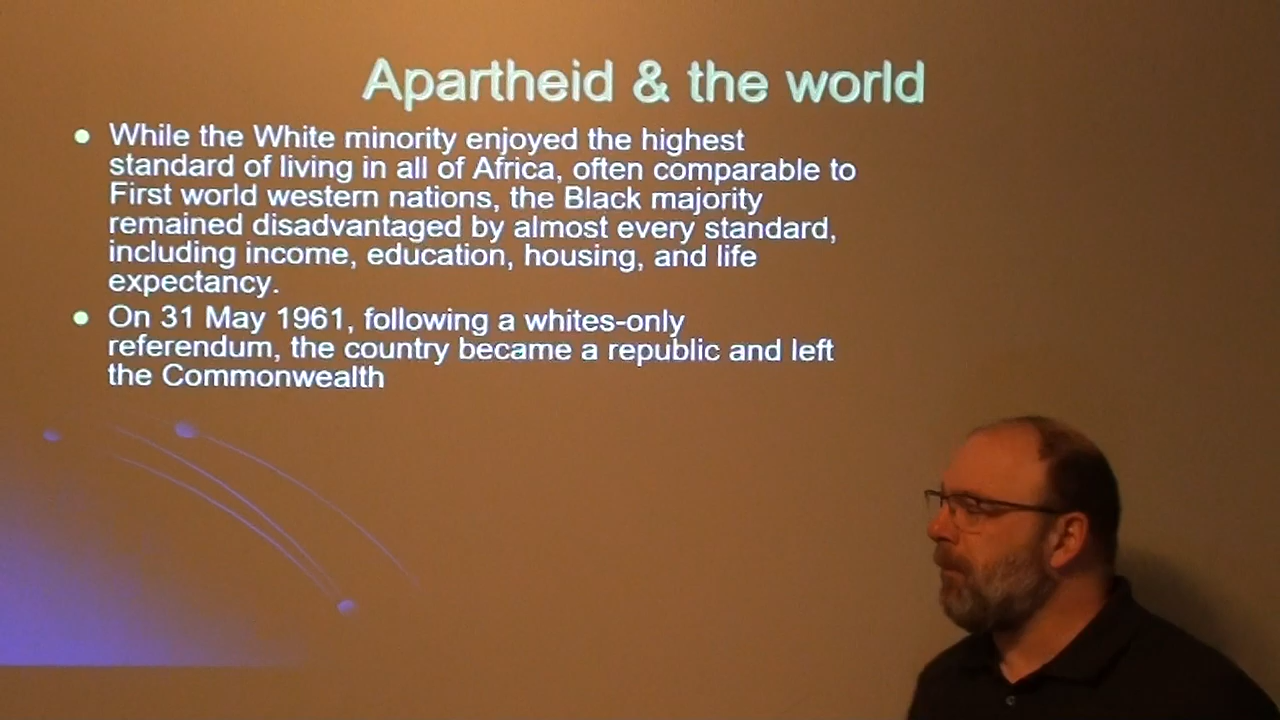 Apartheid & the world
• While the White minority enjoyed the highest
standard of living in all of Africa, often comparable to
First world western nations, the Black majority
remained disadvantaged by almost every standard,
including income, education, housing, and life
expectancy.
• On 31 May 1961, following a whites-only
referendum, the country became a republic and left
the Commonwealth